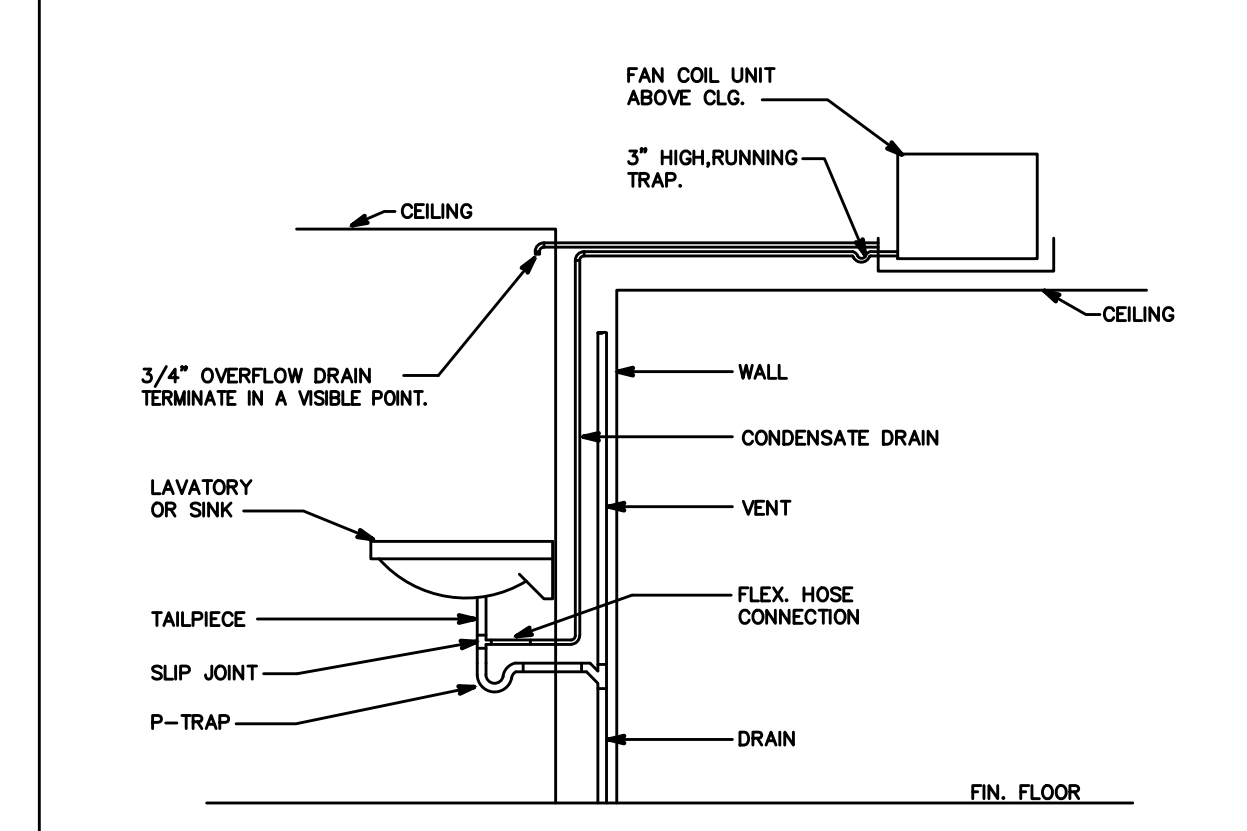 FAN COIL UNIT
ABOVE CLG.
3" HIGH,RUNNING
TRAP.
CEILING
CEILING
3/4" OVERFLOW DRAIN
TERMINATE IN A VISIBLE POINT.
WALL
CONDENSATE DRAIN
LAVATORY
OR SINK
VENT
FLEX. HOSE
CONNECTION
TAILPIECE
SLIP JOINT
P-TRAP
DRAIN
FIN. FLOOR